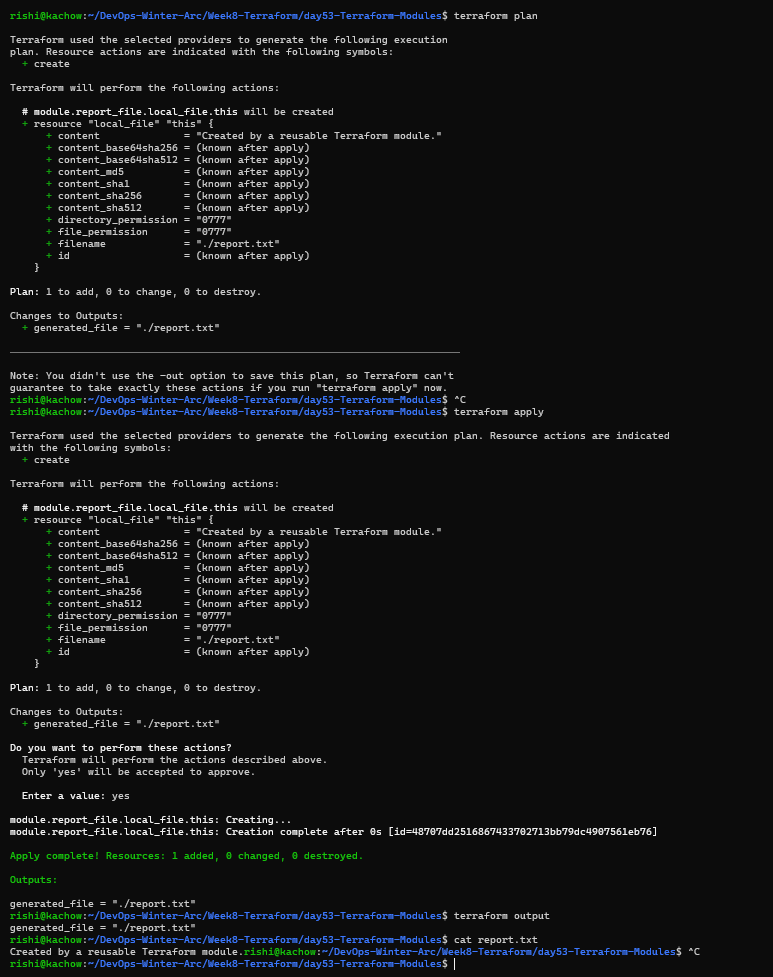 rishi@kachow:~/DevOps-Winter-Arc/Week8-Terraform/day53-Terraform-Modules$ terraform plan

Terraform used the selected providers to generate the following execution
plan. Resource actions are indicated with the following symbols:
  + create

Terraform will perform the following actions:

  # module.report_file.local_file.this will be created
  + resource "local_file" "this" {
      + content              = "Created by a reusable Terraform module."
      + content_base64sha256 = (known after apply)
      + content_base64sha512 = (known after apply)
      + content_md5          = (known after apply)
      + content_sha1         = (known after apply)
      + content_sha256       = (known after apply)
      + content_sha512       = (known after apply)
      + directory_permission = "0777"
      + file_permission      = "0777"
      + filename             = "./report.txt"
      + id                   = (known after apply)
    }

Plan: 1 to add, 0 to change, 0 to destroy.

Changes to Outputs:
  + generated_file = "./report.txt"

Note: You didn't use the -out option to save this plan, so Terraform can't
guarantee to take exactly these actions if you run "terraform apply" now.
rishi@kachow:~/DevOps-Winter-Arc/Week8-Terraform/day53-Terraform-Modules$ ^C
rishi@kachow:~/DevOps-Winter-Arc/Week8-Terraform/day53-Terraform-Modules$ terraform apply

Terraform used the selected providers to generate the following execution plan. Resource actions are indicated
with the following symbols:
  + create

Terraform will perform the following actions:

  # module.report_file.local_file.this will be created
  + resource "local_file" "this" {
      + content              = "Created by a reusable Terraform module."
      + content_base64sha256 = (known after apply)
      + content_base64sha512 = (known after apply)
      + content_md5          = (known after apply)
      + content_sha1         = (known after apply)
      + content_sha256       = (known after apply)
      + content_sha512       = (known after apply)
      + directory_permission = "0777"
      + file_permission      = "0777"
      + filename             = "./report.txt"
      + id                   = (known after apply)
    }

Plan: 1 to add, 0 to change, 0 to destroy.

Changes to Outputs:
  + generated_file = "./report.txt"

Do you want to perform these actions?
  Terraform will perform the actions described above.
  Only 'yes' will be accepted to approve.

  Enter a value: yes

module.report_file.local_file.this: Creating...
module.report_file.local_file.this: Creation complete after 0s [id=48707dd2516867433702713bb79dc4907561eb76]

Apply complete! Resources: 1 added, 0 changed, 0 destroyed.

Outputs:

generated_file = "./report.txt"
rishi@kachow:~/DevOps-Winter-Arc/Week8-Terraform/day53-Terraform-Modules$ terraform output
generated_file = "./report.txt"
rishi@kachow:~/DevOps-Winter-Arc/Week8-Terraform/day53-Terraform-Modules$ cat report.txt
Created by a reusable Terraform module.rishi@kachow:~/DevOps-Winter-Arc/Week8-Terraform/day53-Terraform-Modules$ ^C
rishi@kachow:~/DevOps-Winter-Arc/Week8-Terraform/day53-Terraform-Modules$